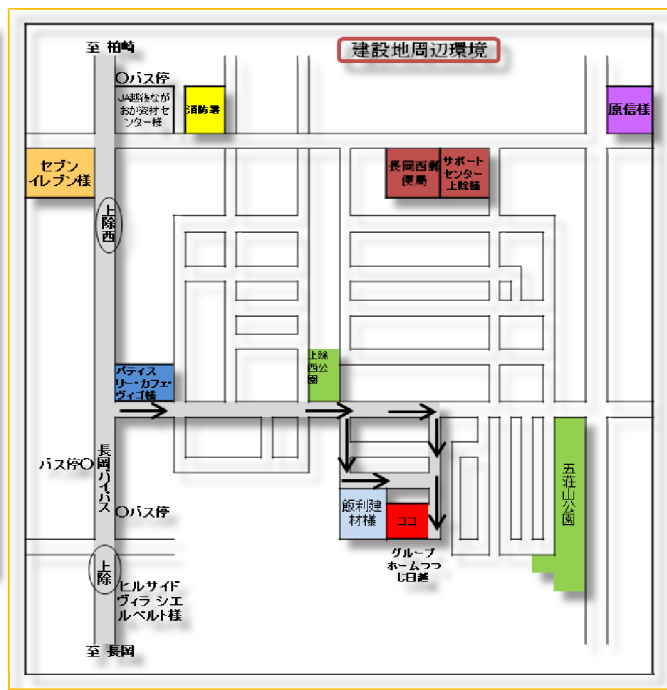 至 柏崎
建設地周辺環境
〇バス停
JA越後なが
おか資材セ
ンター様
消防署
原信様
セブン
イレブン様
長岡西郵
便局
サポート
センター
上除様
上除西
パティス
リー・カフェ・
ヴィゴ様
上除
西公
園
バス停〇
長岡バイパス
〇バス停
五荘山公園
飯利建
材様
ココ
グループ
ホームつつ
じ日越
上除
ヒルサイド
ヴィラ シエ
ルベルト様
至 長岡